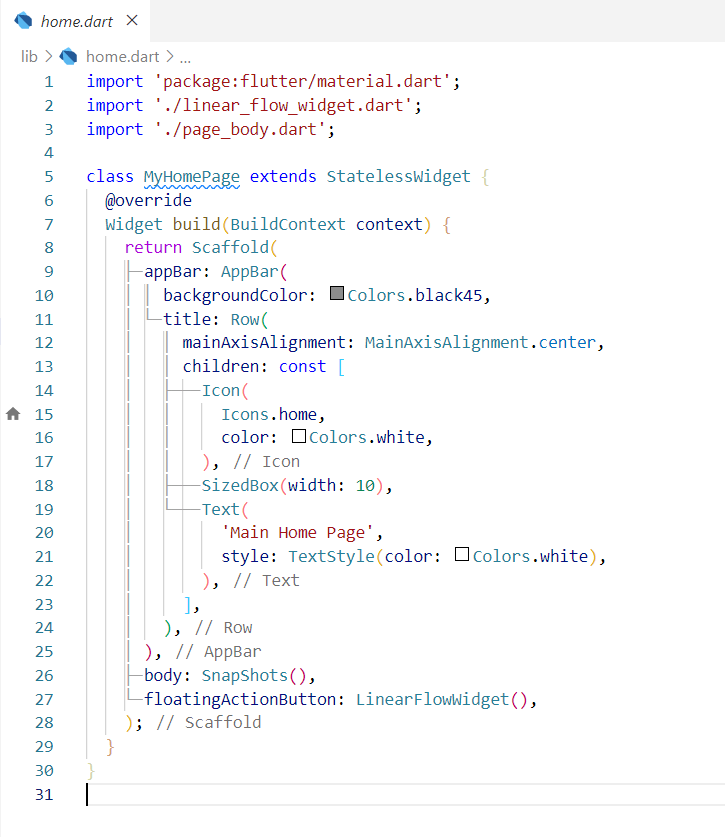 home.dart
lib > home.dart > ...
1 import 'package:flutter/material.dart';
2 import './linear_flow_widget.dart';
3 import './page_body.dart';
4
5 class MyHomePage extends StatelessWidget {
6   @override
7   Widget build(BuildContext context) {
8     return Scaffold(
9       appBar: AppBar(
10         backgroundColor: Colors.black45,
11         title: Row(
12           mainAxisAlignment: MainAxisAlignment.center,
13           children: const [
14             Icon(
15               Icons.home,
16               color: Colors.white,
17             ), // Icon
18             SizedBox(width: 10),
19             Text(
20               'Main Home Page',
21               style: TextStyle(color: Colors.white),
22             ), // Text
23           ],
24         ), // Row
25       ), // AppBar
26       body: SnapShots(),
27       floatingActionButton: LinearFlowWidget(),
28     ); // Scaffold
29   }
30 }
31